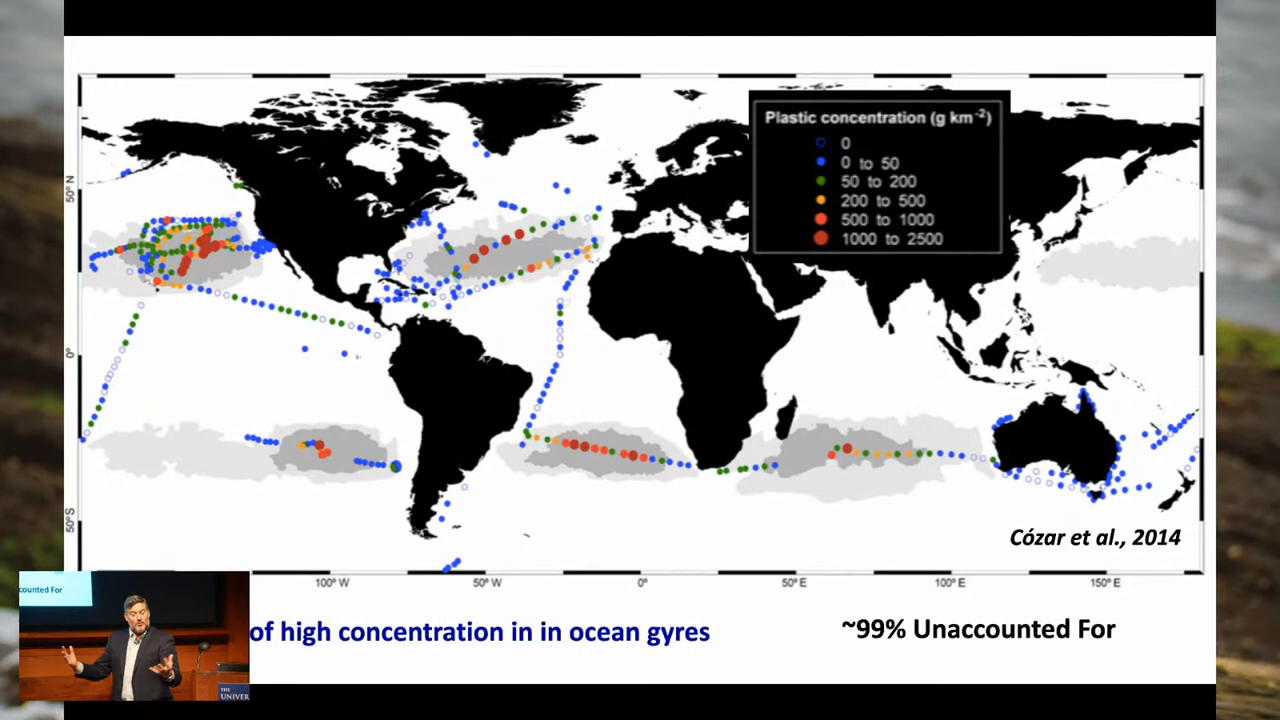 Plastic concentration (g km-2)
0
0 to 50
50 to 200
200 to 500
500 to 1000
1000 to 2500
50° N
0°
50°S
Cózar et al., 2014
100° W
50° W
0°
50° E
100° E
150° E
counted For
of high concentration in in ocean gyres
~99% Unaccounted For
THE
UNIVER